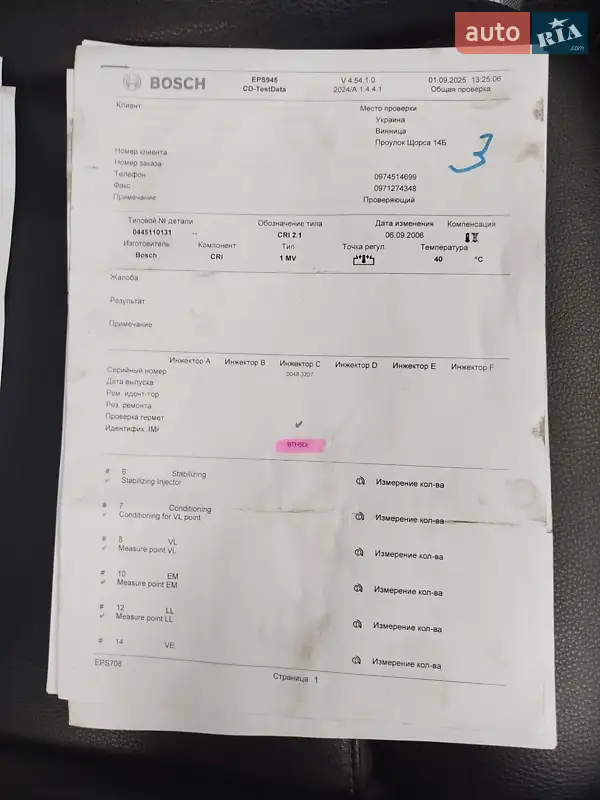 auto RIA .com
BOSCH EPS945 V 4.54.1.0 01.09.2025 13:25:06
CD-TestData 2024/A 1.4.4.1 Общая проверка
Клиент Место проверки
Украина
Винница
Проулок Щорса 14Б
3
Номер клиента
Номер заказа
Телефон 0974514699
Факс 0971274348
Примечание Проверяющий
Типовой № детали Обозначение типа Дата изменения Компенсация
0445110131 -- CRI 2.1 06.09.2006
Изготовитель Компонент Тип Точка регул. Температура
Bosch CRI 1 MV 40 °C
Жалоба
Результат
Примечание
Инжектор A Инжектор B Инжектор C Инжектор D Инжектор E Инжектор F
Серийный номер 0048 3207
Дата выпуска
Рем. идент-тор
Рез. ремонта
Проверка гермет ✓
Идентифик. IMA
# 6 Stabilizing
✓ Stabilizing Injector Измерение кол-ва
# 7 Conditioning
✓ Conditioning for VL point Измерение кол-ва
# 8 VL
✓ Measure point VL Измерение кол-ва
# 10 EM
✓ Measure point EM Измерение кол-ва
# 12 LL
✓ Measure point LL Измерение кол-ва
# 14 VE Измерение кол-ва
EPS708 Страница 1